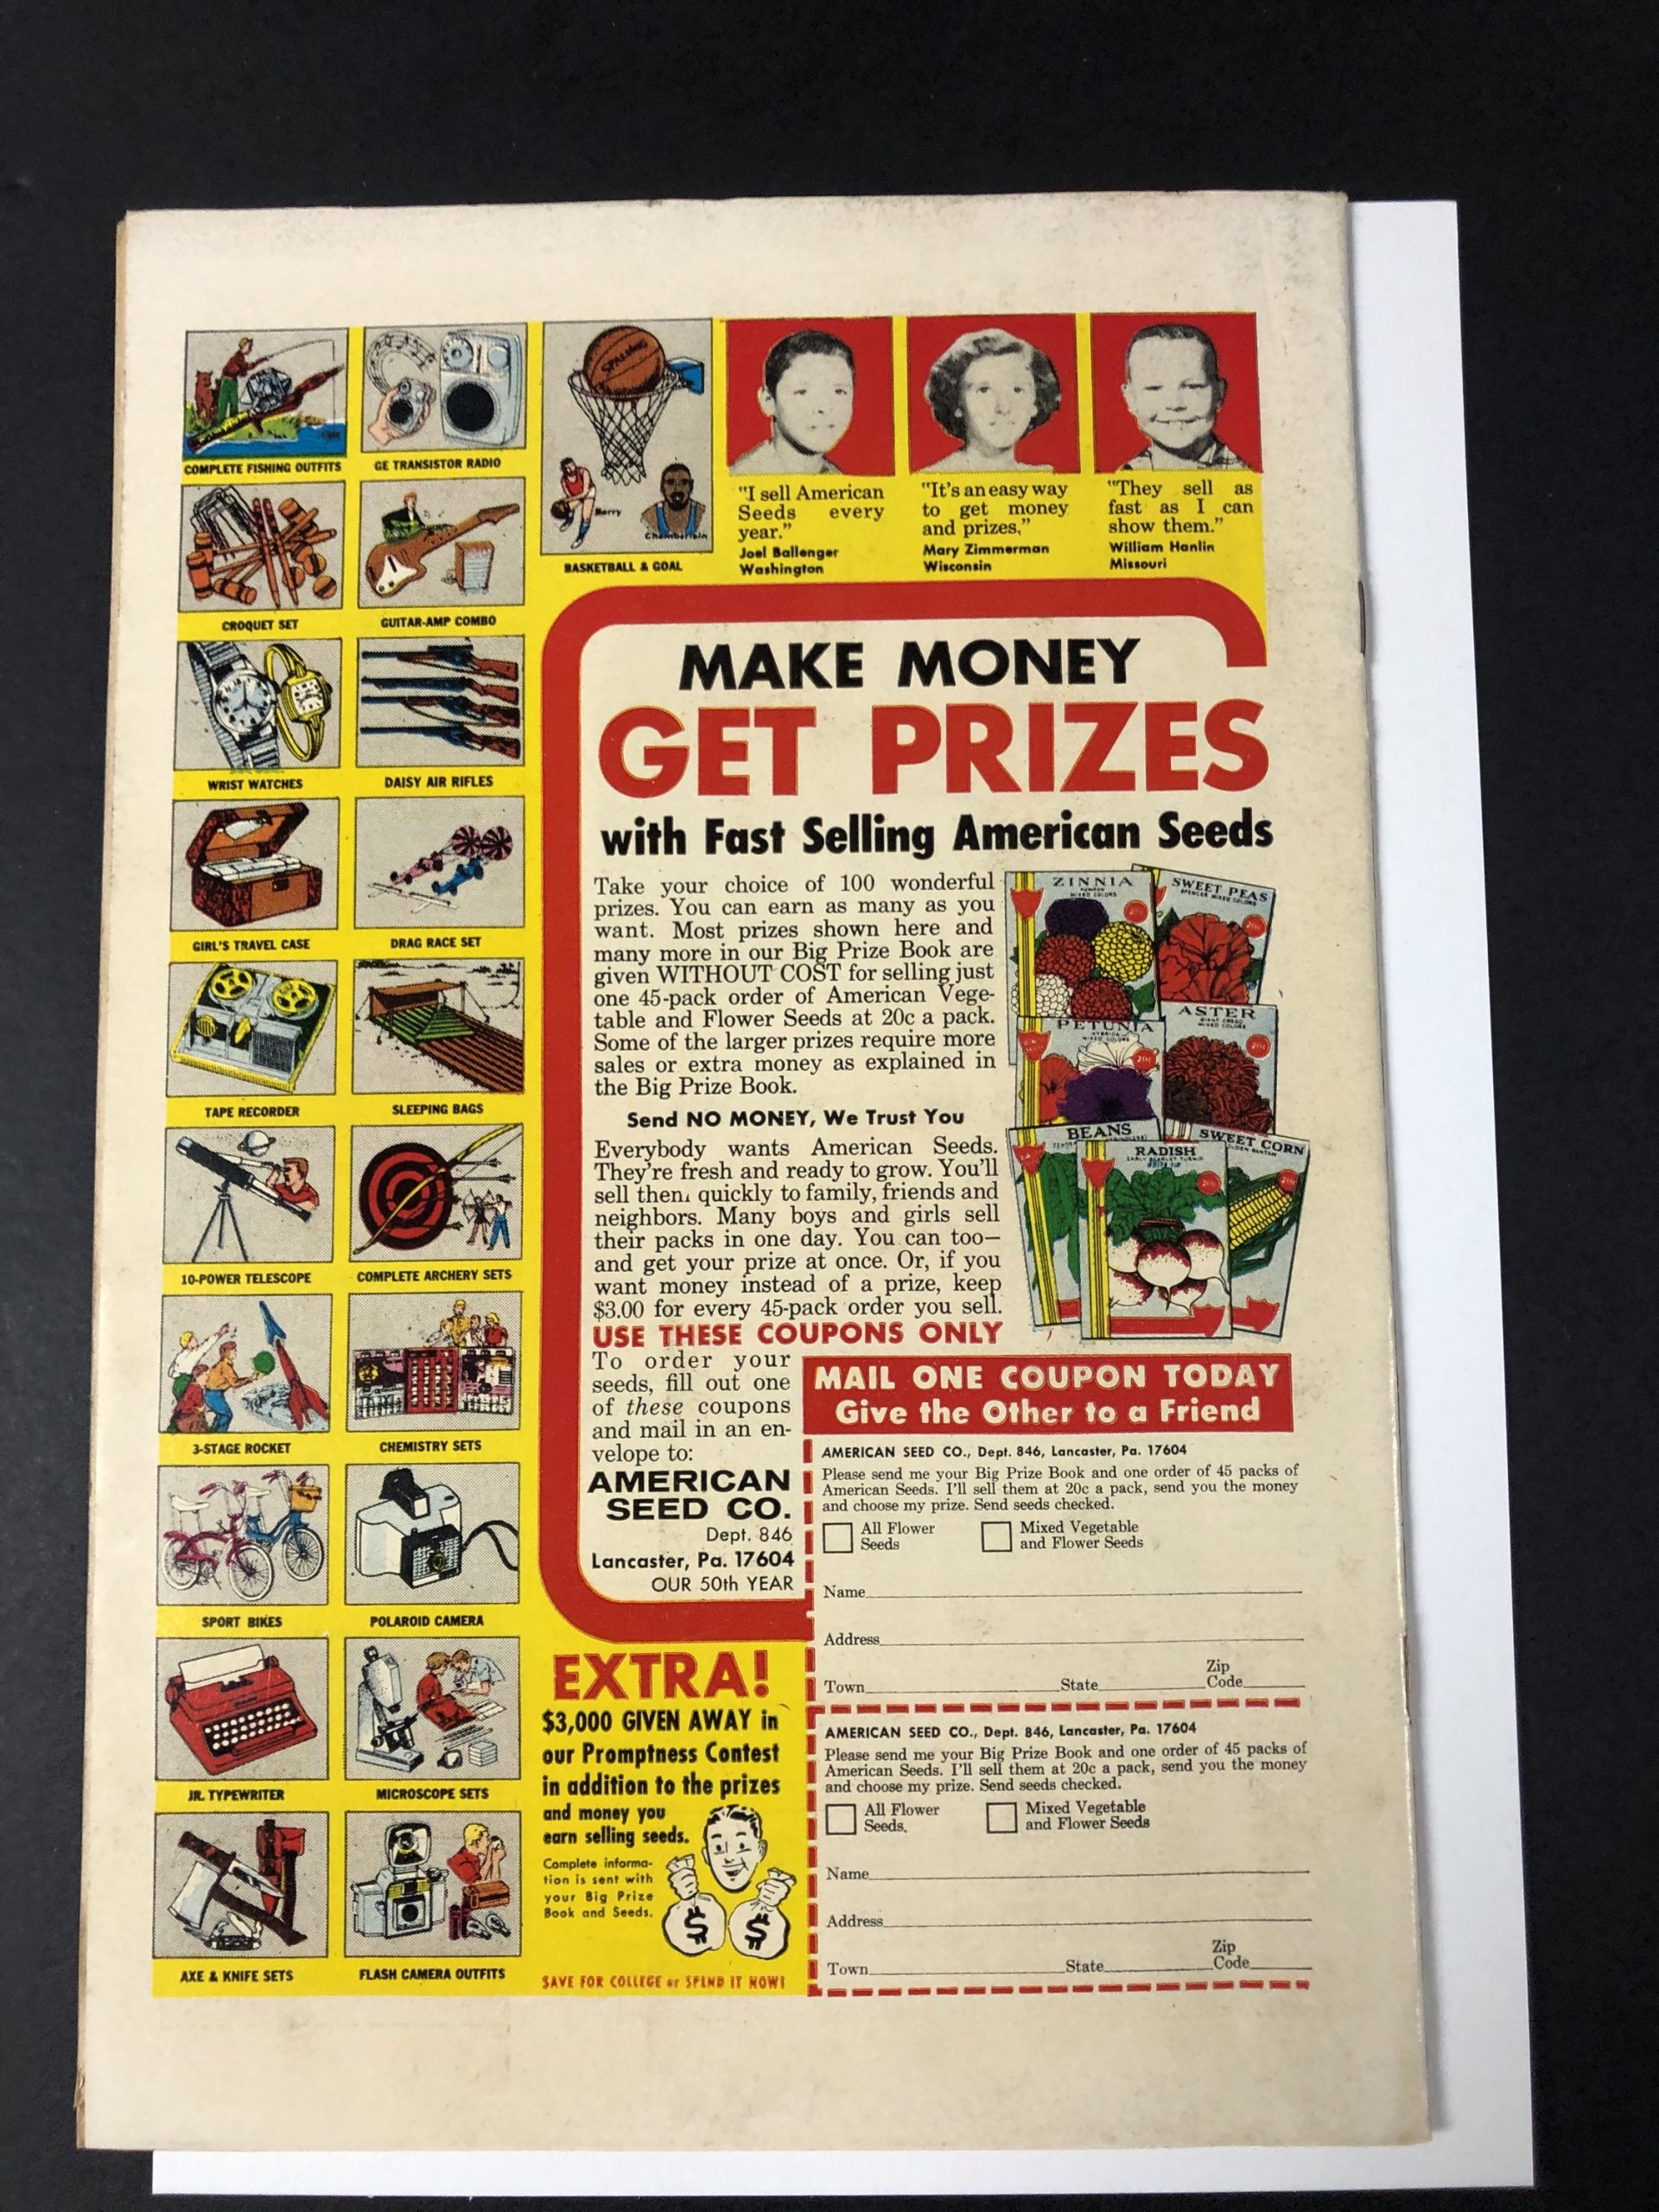 COMPLETE FISHING OUTFITS
GE TRANSISTOR RADIO
CROQUET SET
GUITAR-AMP COMBO
WRIST WATCHES
DAISY AIR RIFLES
GIRL'S TRAVEL CASE
DRAG RACE SET
TAPE RECORDER
SLEEPING BAGS
10-POWER TELESCOPE
COMPLETE ARCHERY SETS
3-STAGE ROCKET
CHEMISTRY SETS
SPORT BIKES
POLAROID CAMERA
JR. TYPEWRITER
MICROSCOPE SETS
AXE & KNIFE SETS
FLASH CAMERA OUTFITS
SPALDING
Barry
Chamberlain
BASKETBALL & GOAL
"I sell American
Seeds every
year."
Joel Ballenger
Washington
"It's an easy way
to get money
and prizes."
Mary Zimmerman
Wisconsin
"They sell as
fast as I can
show them."
William Hanlin
Missouri
MAKE MONEY
GET PRIZES
with Fast Selling American Seeds
Take your choice of 100 wonderful
prizes. You can earn as many as you
want. Most prizes shown here and
many more in our Big Prize Book are
given WITHOUT COST for selling just
one 45-pack order of American Vege-
table and Flower Seeds at 20c a pack.
Some of the larger prizes require more
sales or extra money as explained in
the Big Prize Book.
Send NO MONEY, We Trust You
Everybody wants American Seeds.
They're fresh and ready to grow. You'll
sell them quickly to family, friends and
neighbors. Many boys and girls sell
their packs in one day. You can too—
and get your prize at once. Or, if you
want money instead of a prize, keep
$3.00 for every 45-pack order you sell.
USE THESE COUPONS ONLY
To order your
seeds, fill out one
of these coupons
and mail in an en-
velope to:
AMERICAN
SEED CO.
Dept. 846
Lancaster, Pa. 17604
OUR 50th YEAR
ZINNIA
MIXED COLORS
SWEET PEAS
SPENCER MIXED COLORS
PETUNIA
MIXED COLORS
ASTER
MIXED COLORS
BEANS
RADISH
SWEET CORN
MAIL ONE COUPON TODAY
Give the Other to a Friend
AMERICAN SEED CO., Dept. 846, Lancaster, Pa. 17604
Please send me your Big Prize Book and one order of 45 packs of
American Seeds. I'll sell them at 20c a pack, send you the money
and choose my prize. Send seeds checked.
All Flower Seeds
Mixed Vegetable and Flower Seeds
Name
Address
Town State Zip Code
AMERICAN SEED CO., Dept. 846, Lancaster, Pa. 17604
Please send me your Big Prize Book and one order of 45 packs of
American Seeds. I'll sell them at 20c a pack, send you the money
and choose my prize. Send seeds checked.
All Flower Seeds.
Mixed Vegetable and Flower Seeds
Name
Address
Town State Zip Code
EXTRA!
$3,000 GIVEN AWAY in
our Promptness Contest
in addition to the prizes
and money you
earn selling seeds.
Complete informa-
tion is sent with
your Big Prize
Book and Seeds.
$ $
SAVE FOR COLLEGE or SPEND IT NOW!